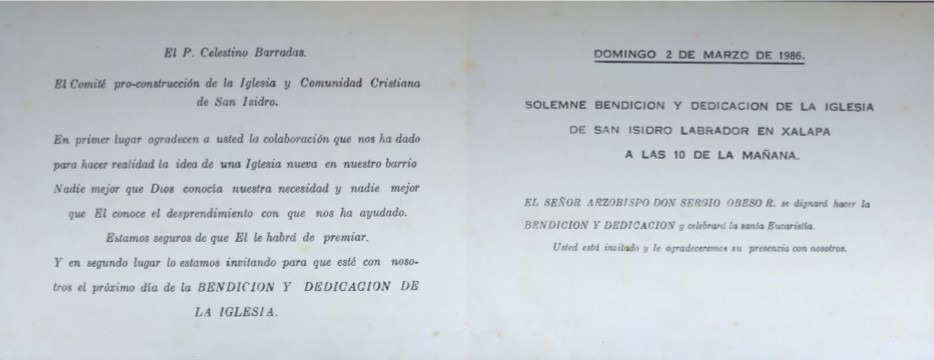 El P. Celestino Barradas.
El Comité pro-construcción de la Iglesia y Comunidad Cristiana
de San Isidro.
En primer lugar agradecen a usted la colaboración que nos ha dado
para hacer realidad la idea de una Iglesia nueva en nuestro barrio
Nadie mejor que Dios conocía nuestra necesidad y nadie mejor
que El conoce el desprendimiento con que nos ha ayudado.
Estamos seguros de que El le habrá de premiar.
Y en segundo lugar lo estamos invitando para que esté con noso-
tros el próximo día de la BENDICION Y DEDICACION DE
LA IGLESIA.
DOMINGO 2 DE MARZO DE 1986.
SOLEMNE BENDICION Y DEDICACION DE LA IGLESIA
DE SAN ISIDRO LABRADOR EN XALAPA
A LAS 10 DE LA MAÑANA.
EL SEÑOR ARZOBISPO DON SERGIO OBESO R. se dignará hacer la
BENDICION Y DEDICACION y celebrará la santa Eucaristía.
Usted está invitado y le agradeceremos su presencia con nosotros.